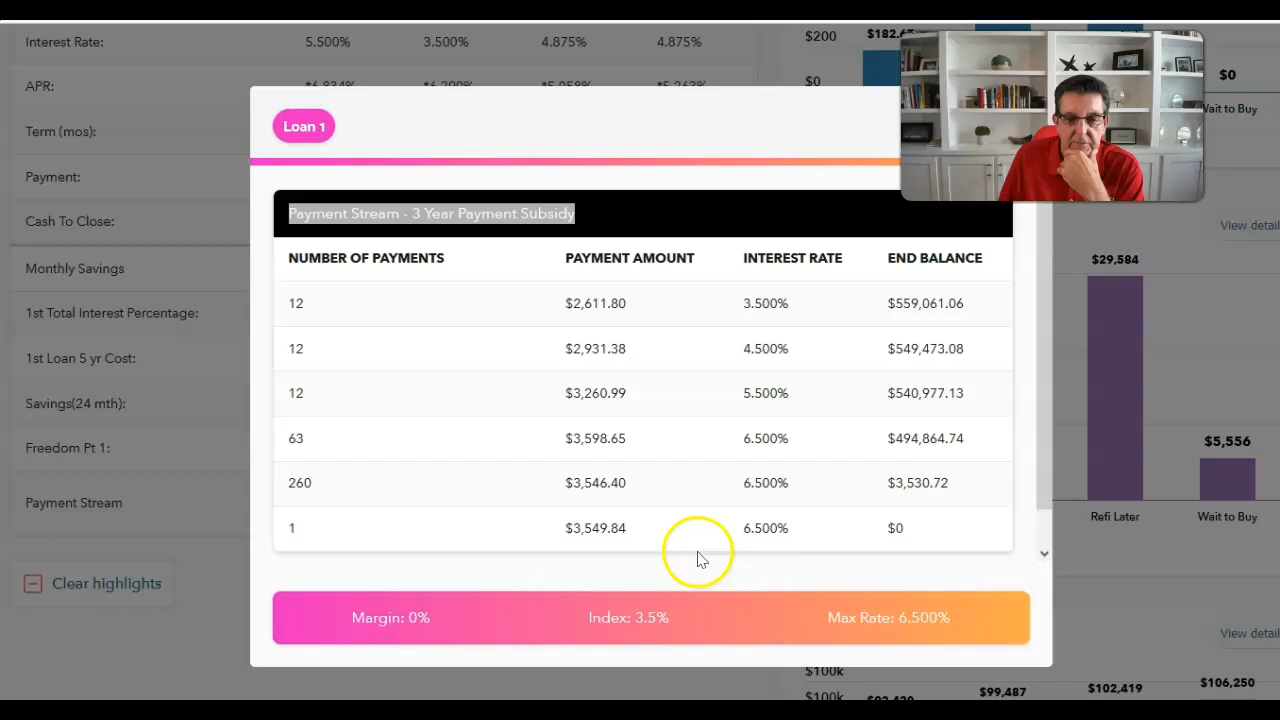 Interest Rate: 5.500% 3.500% 4.875% 4.875%
APR:
Term (mos):
Payment:
Cash To Close:
Monthly Savings
1st Total Interest Percentage:
1st Loan 5 yr Cost:
Savings(24 mth):
Freedom Pt 1:
Payment Stream
Clear highlights
Loan 1
Payment Stream - 3 Year Payment Subsidy
NUMBER OF PAYMENTS PAYMENT AMOUNT INTEREST RATE END BALANCE
12 $2,611.80 3.500% $559,061.06
12 $2,931.38 4.500% $549,473.08
12 $3,260.99 5.500% $540,977.13
63 $3,598.65 6.500% $494,864.74
260 $3,546.40 6.500% $3,530.72
1 $3,549.84 6.500% $0
Margin: 0% Index: 3.5% Max Rate: 6.500%
$200
$0
$0
Wait to Buy
View detail
$29,584
$5,556
Refi Later Wait to Buy
View detail
$100k
$100k
$99,487 $102,419 $106,250